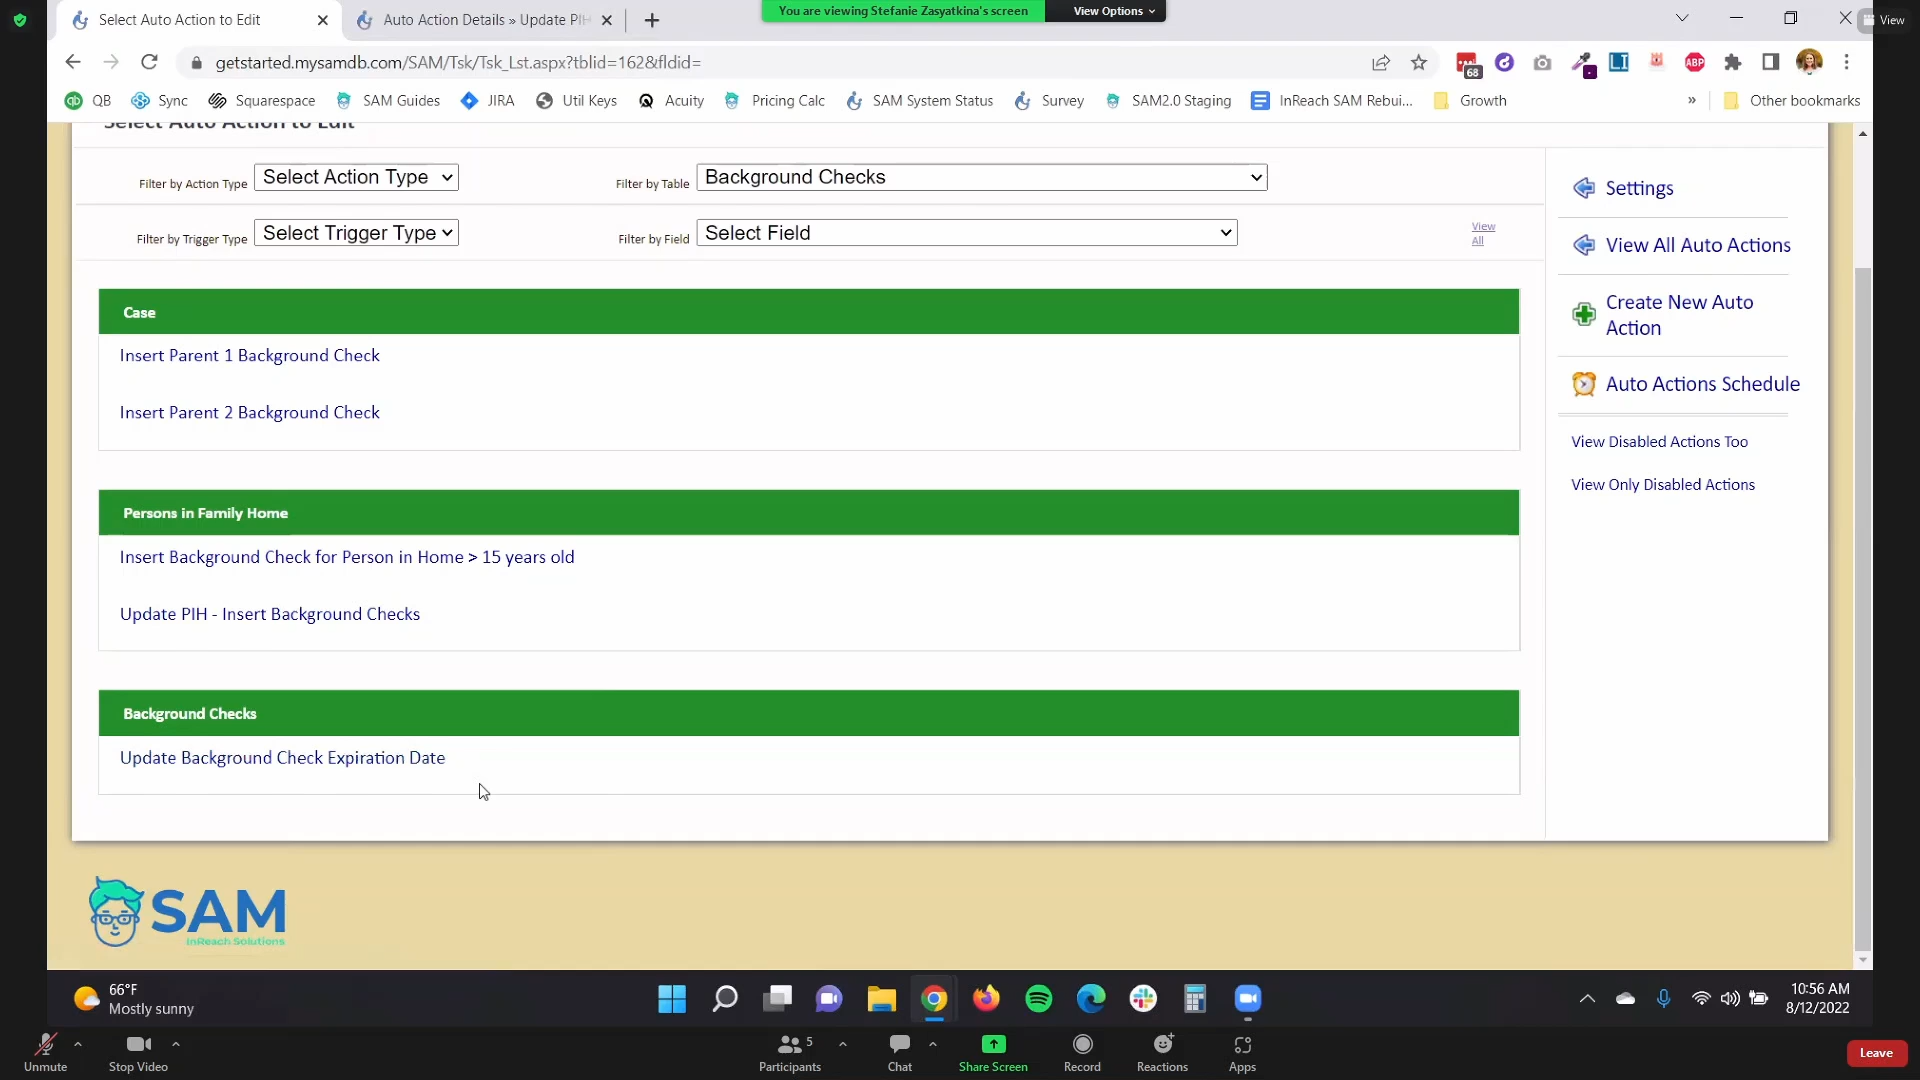 Select Auto Action to Edit
Auto Action Details » Update PIH
You are viewing Stefanie Zasyatkina's screen
View Options
View
getstarted.mysamdb.com/SAM/Tsk/Tsk_Lst.aspx?tblid=162&fldid=
68
ABP
QB
Sync
Squarespace
SAM Guides
JIRA
Util Keys
Acuity
Pricing Calc
SAM System Status
Survey
SAM2.0 Staging
InReach SAM Rebui...
Growth
»
Other bookmarks
Select Auto Action to Edit
Filter by Action Type
Select Action Type
Filter by Table
Background Checks
Filter by Trigger Type
Select Trigger Type
Filter by Field
Select Field
View
All
Case
Insert Parent 1 Background Check
Insert Parent 2 Background Check
Persons in Family Home
Insert Background Check for Person in Home > 15 years old
Update PIH - Insert Background Checks
Background Checks
Update Background Check Expiration Date
Settings
View All Auto Actions
Create New Auto
Action
Auto Actions Schedule
View Disabled Actions Too
View Only Disabled Actions
SAM
InReach Solutions
66°F
Mostly sunny
10:56 AM
8/12/2022
Unmute
Stop Video
5
Participants
Chat
Share Screen
Record
Reactions
Apps
Leave